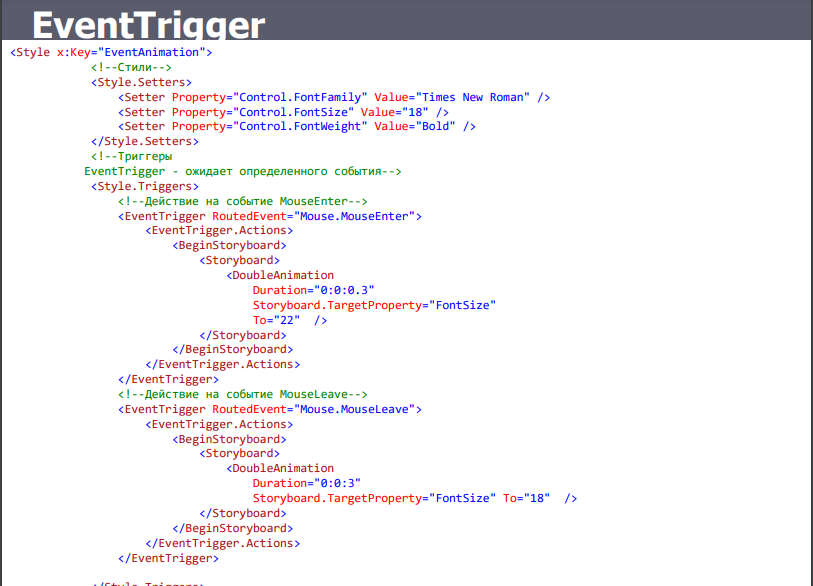 EventTrigger
<Style x:Key="EventAnimation">
<!--Стили-->
<Style.Setters>
<Setter Property="Control.FontFamily" Value="Times New Roman" />
<Setter Property="Control.FontSize" Value="18" />
<Setter Property="Control.FontWeight" Value="Bold" />
</Style.Setters>
<!--Триггеры
EventTrigger - ожидает определенного события-->
<Style.Triggers>
<!--Действие на событие MouseEnter-->
<EventTrigger RoutedEvent="Mouse.MouseEnter">
<EventTrigger.Actions>
<BeginStoryboard>
<Storyboard>
<DoubleAnimation
Duration="0:0:0.3"
Storyboard.TargetProperty="FontSize"
To="22"  />
</Storyboard>
</BeginStoryboard>
</EventTrigger.Actions>
</EventTrigger>
<!--Действие на событие MouseLeave-->
<EventTrigger RoutedEvent="Mouse.MouseLeave">
<EventTrigger.Actions>
<BeginStoryboard>
<Storyboard>
<DoubleAnimation
Duration="0:0:3"
Storyboard.TargetProperty="FontSize" To="18"  />
</Storyboard>
</BeginStoryboard>
</EventTrigger.Actions>
</EventTrigger>
</Style.Triggers>